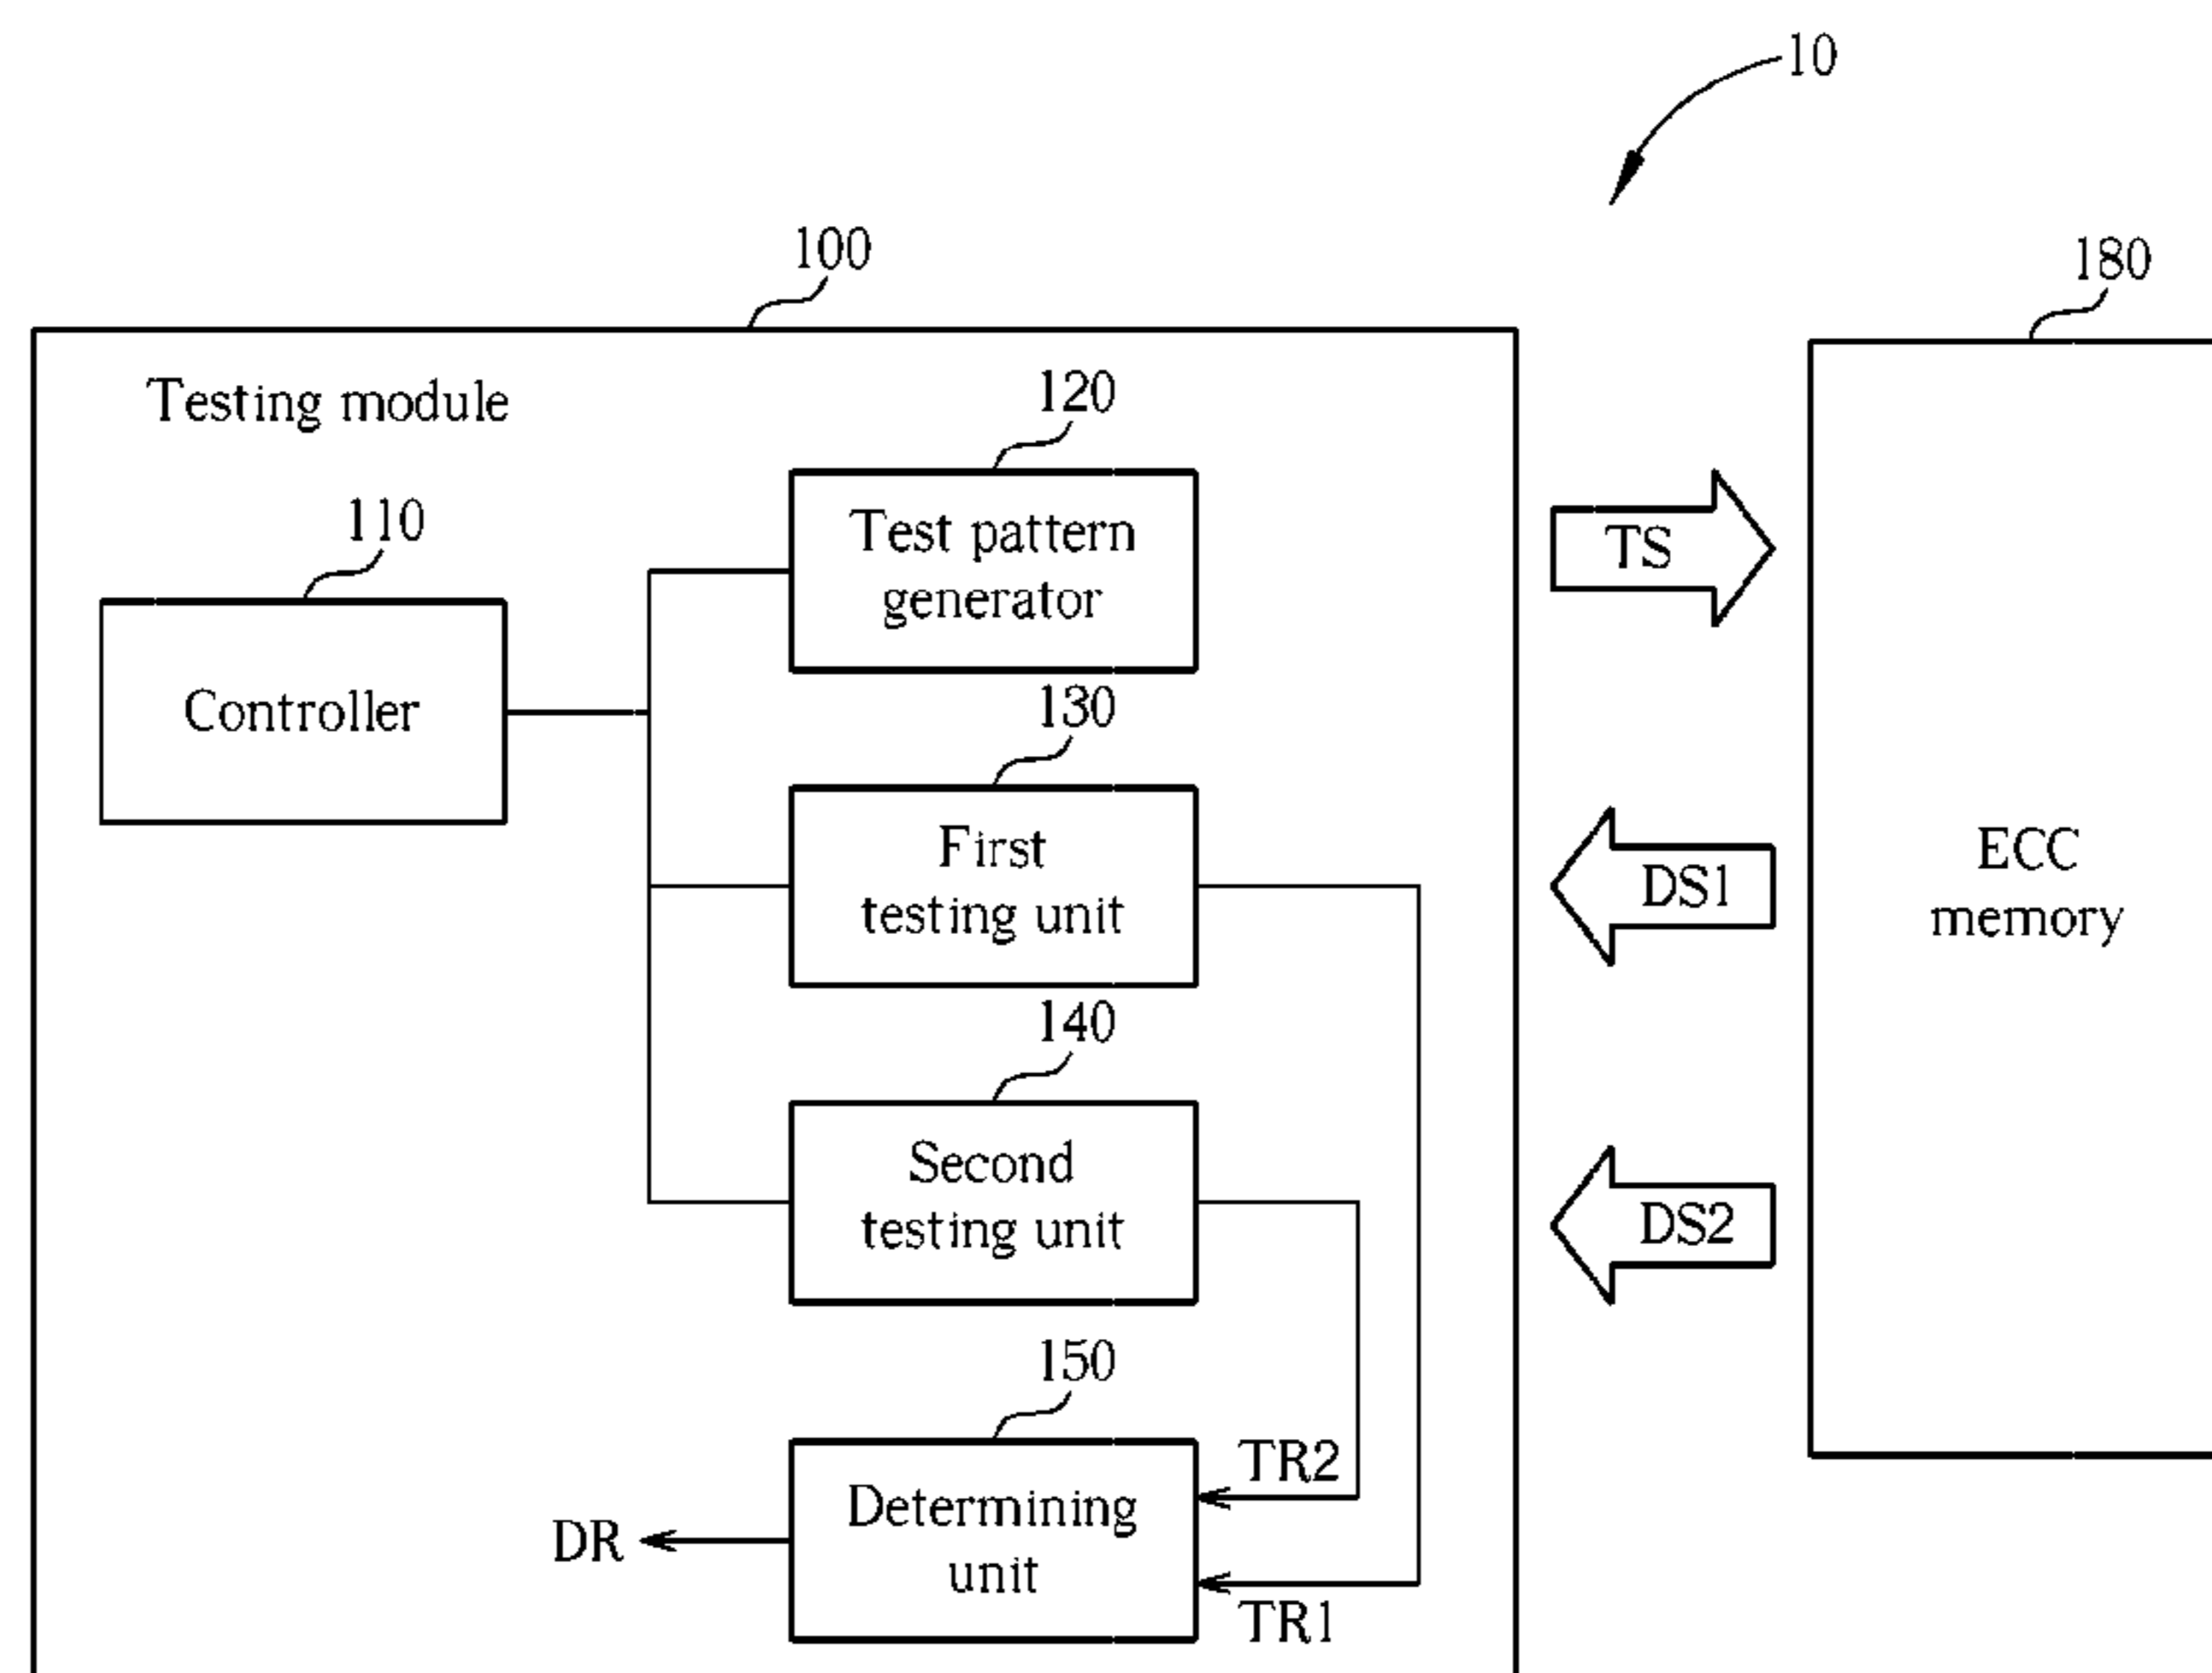 10
100
180
Testing module
120
110
Test pattern
generator
TS
Controller
130
First
testing unit
DS1
ECC
memory
140
Second
testing unit
DS2
150
TR2
Determining
unit
DR
TR1